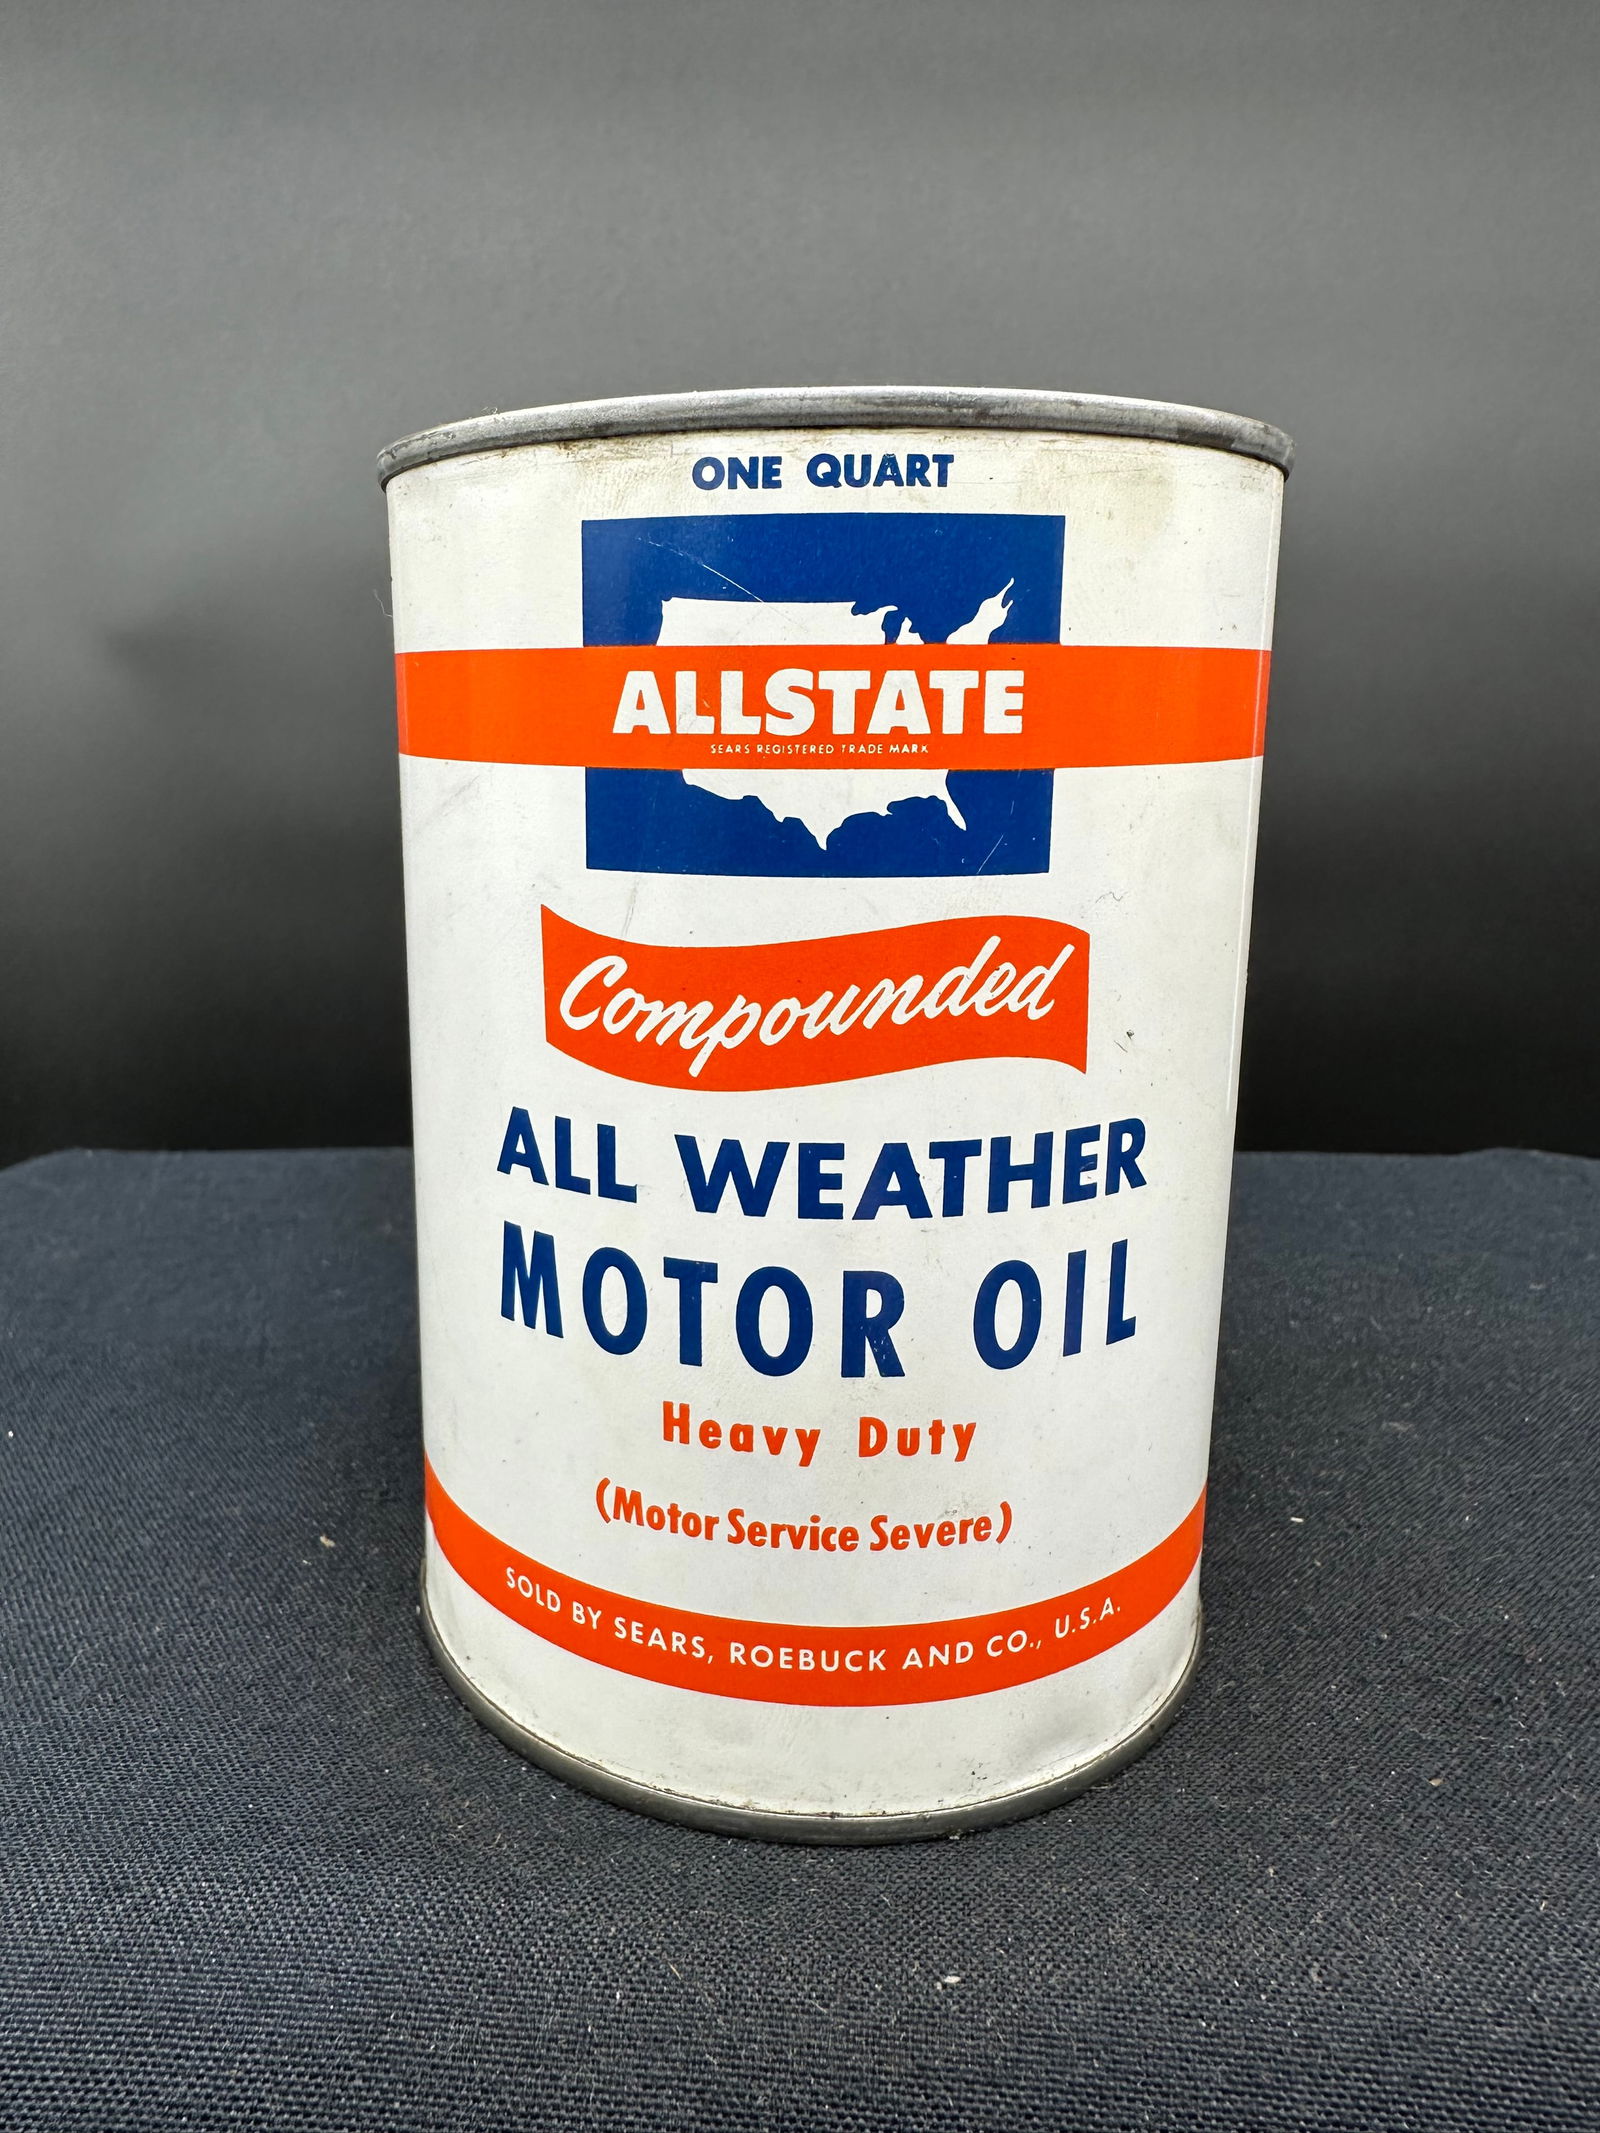 ONE QUART
ALLSTATE
SEARS REGISTERED TRADE MARK
Compounded
ALL WEATHER
MOTOR OIL
Heavy Duty
(Motor Service Severe)
SOLD BY SEARS, ROEBUCK AND CO., U.S.A.